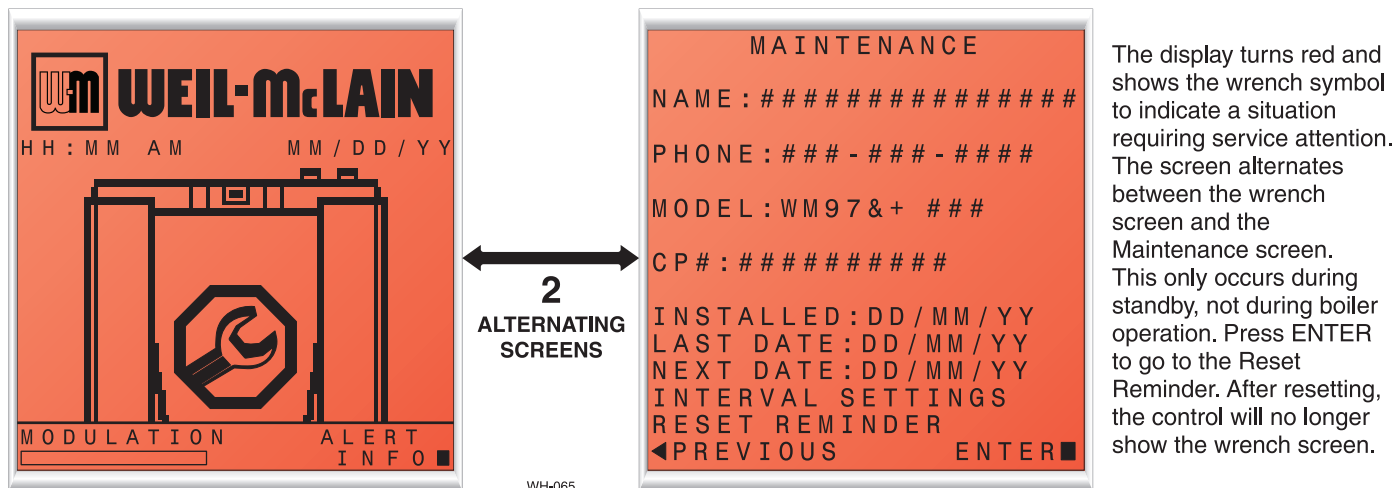 WM WEIL-McLAIN
HH:MM AM MM/DD/YY
MODULATION ALERT
INFO
2
ALTERNATING
SCREENS
WH-065
MAINTENANCE
NAME:###############
PHONE:###-###-####
MODEL:WM97&+ ###
CP#:##########
INSTALLED:DD/MM/YY
LAST DATE:DD/MM/YY
NEXT DATE:DD/MM/YY
INTERVAL SETTINGS
RESET REMINDER
◀PREVIOUS ENTER■
The display turns red and
shows the wrench symbol
to indicate a situation
requiring service attention.
The screen alternates
between the wrench
screen and the
Maintenance screen.
This only occurs during
standby, not during boiler
operation. Press ENTER
to go to the Reset
Reminder. After resetting,
the control will no longer
show the wrench screen.